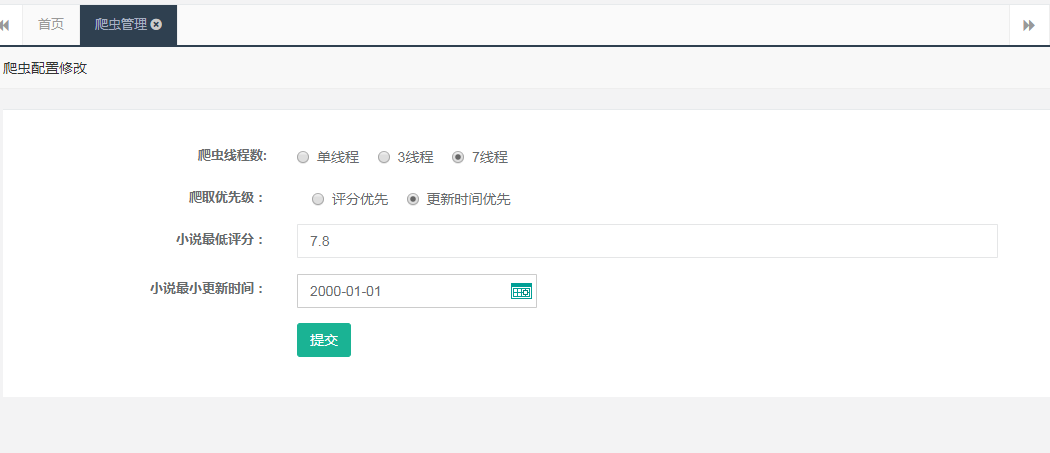 首页 爬虫管理
爬虫配置修改
爬虫线程数: 单线程 3线程 7线程
爬取优先级： 评分优先 更新时间优先
小说最低评分： 7.8
小说最小更新时间： 2000-01-01
提交